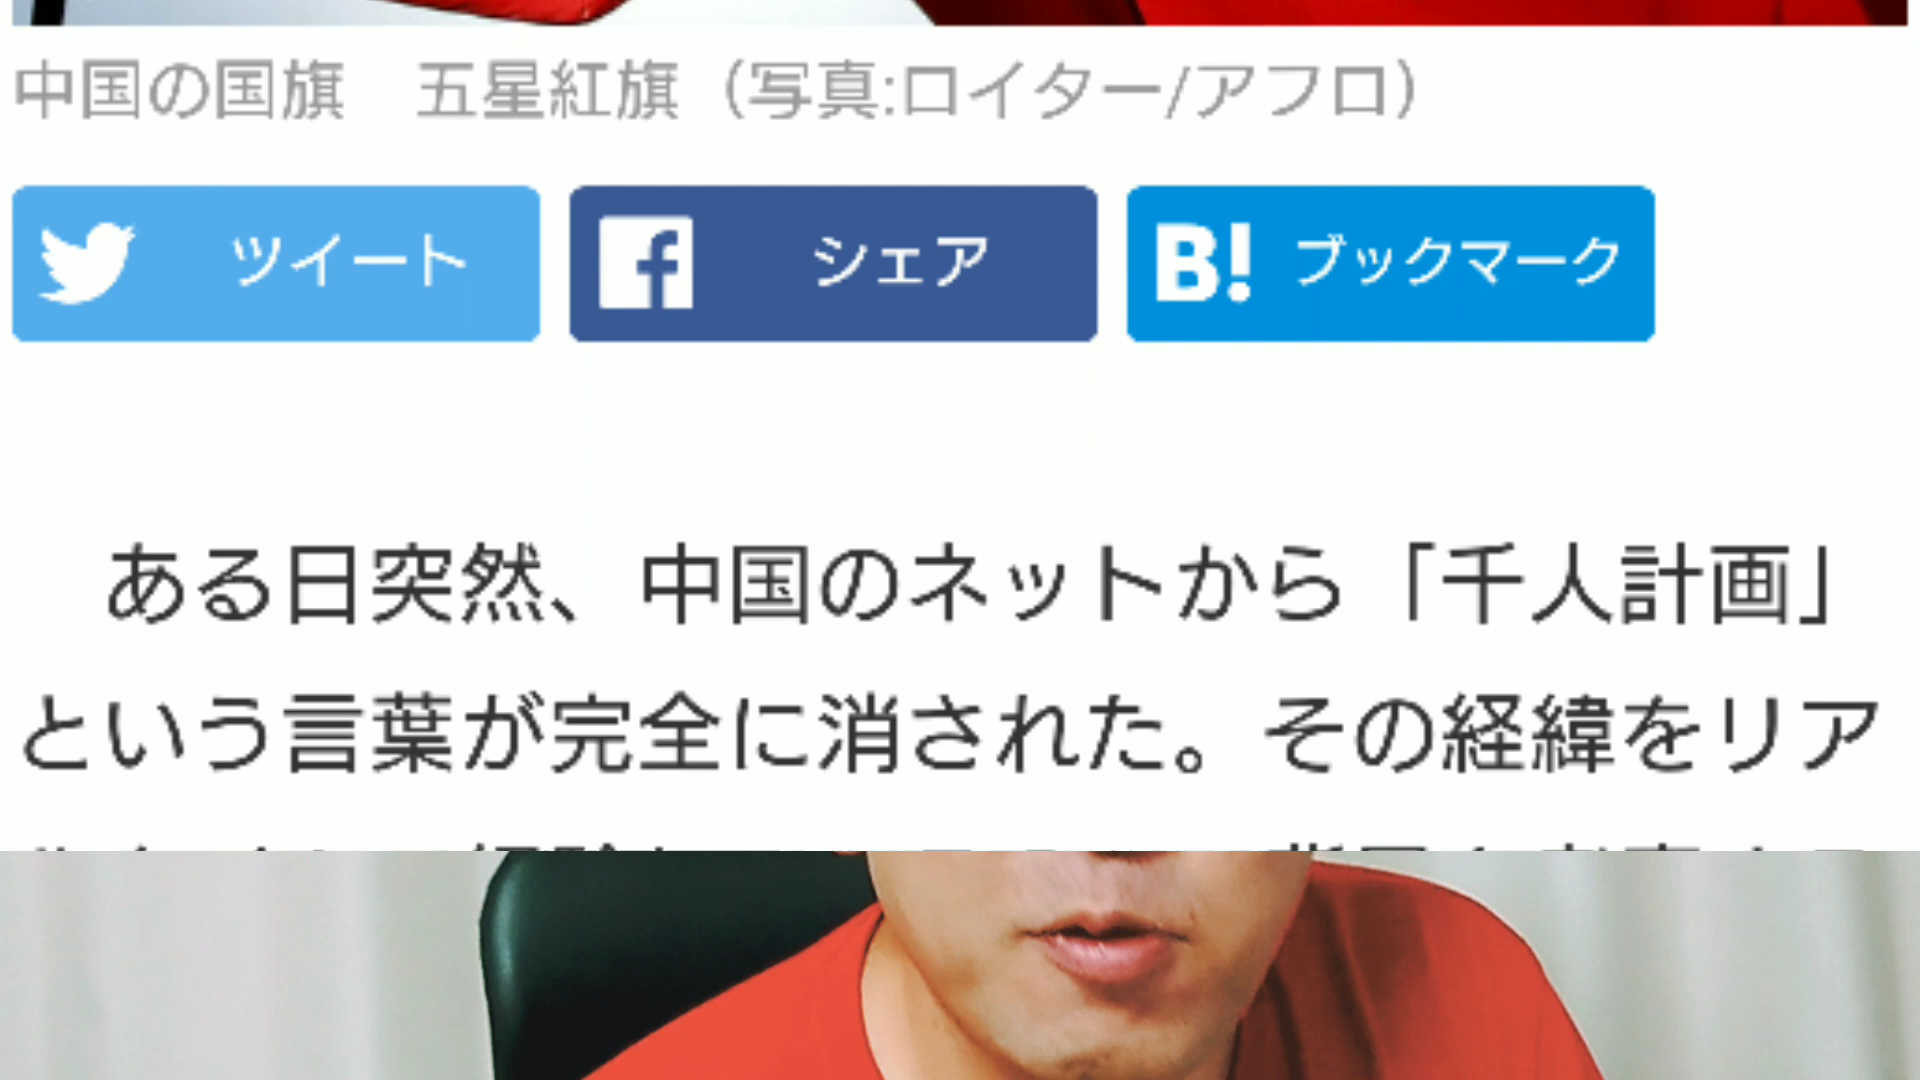 中国の国旗　五星紅旗（写真:ロイター/アフロ）
ツイート
シェア
B! ブックマーク
ある日突然、中国のネットから「千人計画」
という言葉が完全に消された。その経緯をリア